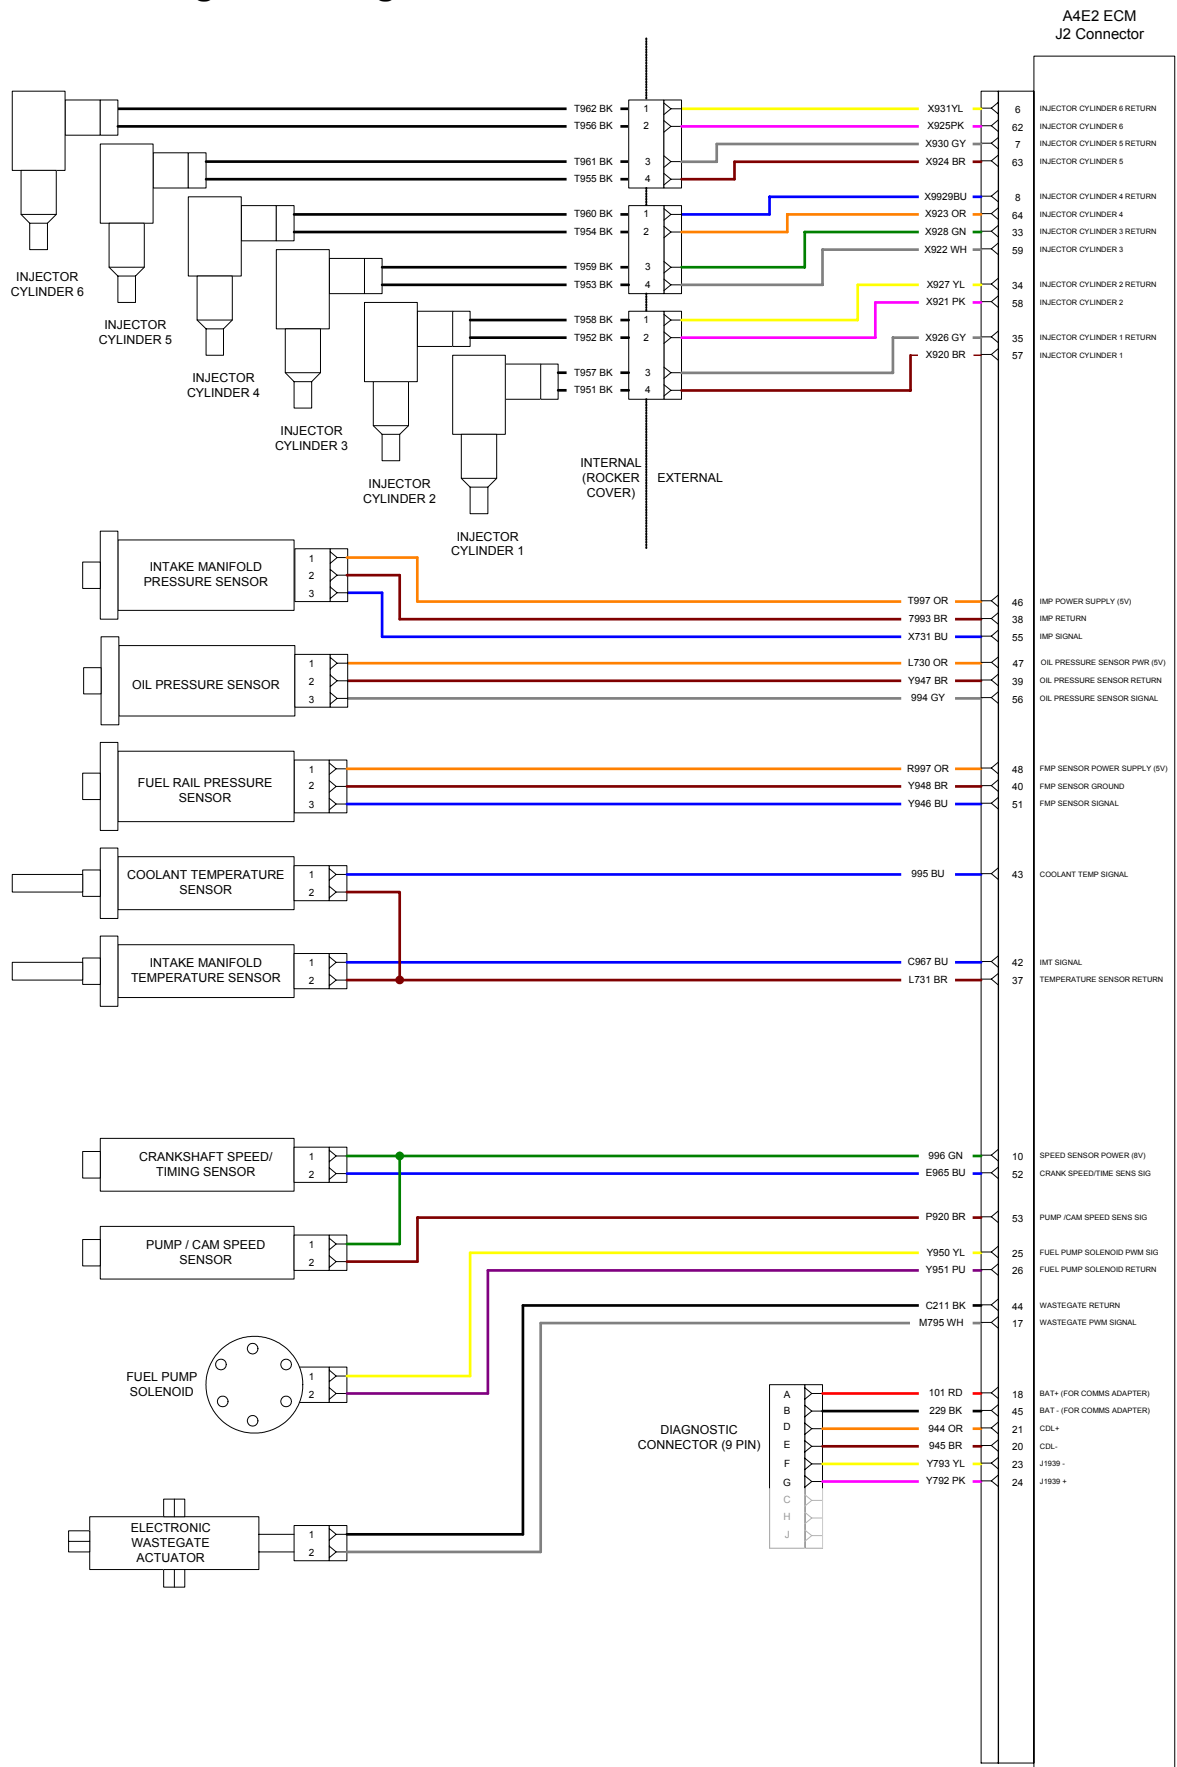 A4E2 ECM
J2 Connector
T962 BK 1 X931YL 6 INJECTOR CYLINDER 6 RETURN
T956 BK 2 X925PK 62 INJECTOR CYLINDER 6
X930 GY 7 INJECTOR CYLINDER 5 RETURN
T961 BK 3 X924 BR 63 INJECTOR CYLINDER 5
T955 BK 4
X9929BU 8 INJECTOR CYLINDER 4 RETURN
T960 BK 1 X923 OR 64 INJECTOR CYLINDER 4
T954 BK 2 X928 GN 33 INJECTOR CYLINDER 3 RETURN
X922 WH 59 INJECTOR CYLINDER 3
T959 BK 3
T953 BK 4 X927 YL 34 INJECTOR CYLINDER 2 RETURN
X921 PK 58 INJECTOR CYLINDER 2
T958 BK 1
T952 BK 2 X926 GY 35 INJECTOR CYLINDER 1 RETURN
X920 BR 57 INJECTOR CYLINDER 1
T957 BK 3
T951 BK 4
INJECTOR
CYLINDER 6
INJECTOR
CYLINDER 5
INJECTOR
CYLINDER 4
INJECTOR
CYLINDER 3
INJECTOR
CYLINDER 2
INJECTOR
CYLINDER 1
INTERNAL
(ROCKER
COVER)
EXTERNAL
INTAKE MANIFOLD
PRESSURE SENSOR
1
2
3
T997 OR 46 IMP POWER SUPPLY (5V)
7993 BR 38 IMP RETURN
X731 BU 55 IMP SIGNAL
OIL PRESSURE SENSOR
1 L730 OR 47 OIL PRESSURE SENSOR PWR (5V)
2 Y947 BR 39 OIL PRESSURE SENSOR RETURN
3 994 GY 56 OIL PRESSURE SENSOR SIGNAL
FUEL RAIL PRESSURE
SENSOR
1 R997 OR 48 FMP SENSOR POWER SUPPLY (5V)
2 Y948 BR 40 FMP SENSOR GROUND
3 Y946 BU 51 FMP SENSOR SIGNAL
COOLANT TEMPERATURE
SENSOR
1 995 BU 43 COOLANT TEMP SIGNAL
2
INTAKE MANIFOLD
TEMPERATURE SENSOR
1 C967 BU 42 IMT SIGNAL
2 L731 BR 37 TEMPERATURE SENSOR RETURN
CRANKSHAFT SPEED/
TIMING SENSOR
1 996 GN 10 SPEED SENSOR POWER (8V)
2 E965 BU 52 CRANK SPEED/TIME SENS SIG
P920 BR 53 PUMP /CAM SPEED SENS SIG
PUMP / CAM SPEED
SENSOR
1
2
Y950 YL 25 FUEL PUMP SOLENOID PWM SIG
Y951 PU 26 FUEL PUMP SOLENOID RETURN
C211 BK 44 WASTEGATE RETURN
M795 WH 17 WASTEGATE PWM SIGNAL
FUEL PUMP
SOLENOID
1
2
DIAGNOSTIC
CONNECTOR (9 PIN)
A 101 RD 18 BAT+ (FOR COMMS ADAPTER)
B 229 BK 45 BAT - (FOR COMMS ADAPTER)
D 944 OR 21 CDL+
E 945 BR 20 CDL-
F Y793 YL 23 J1939 -
G Y792 PK 24 J1939 +
C
H
J
ELECTRONIC
WASTEGATE
ACTUATOR
1
2